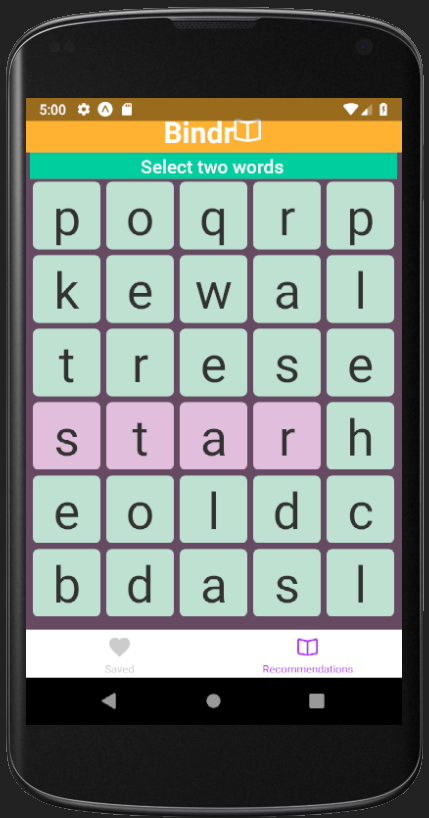 5:00
Bindr
Select two words
p o q r p
k e w a l
t r e s e
s t a r h
e o l d c
b d a s l
Saved Recommendations